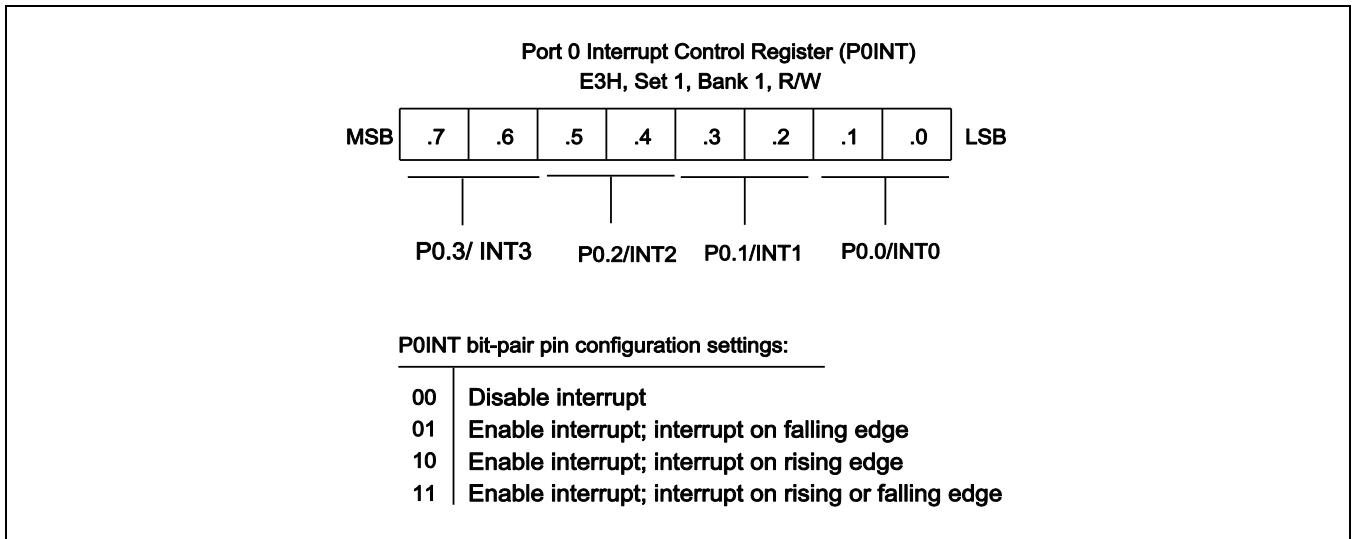 Port 0 Interrupt Control Register (P0INT)
E3H, Set 1, Bank 1, R/W
MSB .7 .6 .5 .4 .3 .2 .1 .0 LSB
P0.3/ INT3 P0.2/INT2 P0.1/INT1 P0.0/INT0
P0INT bit-pair pin configuration settings:
00 Disable interrupt
01 Enable interrupt; interrupt on falling edge
10 Enable interrupt; interrupt on rising edge
11 Enable interrupt; interrupt on rising or falling edge